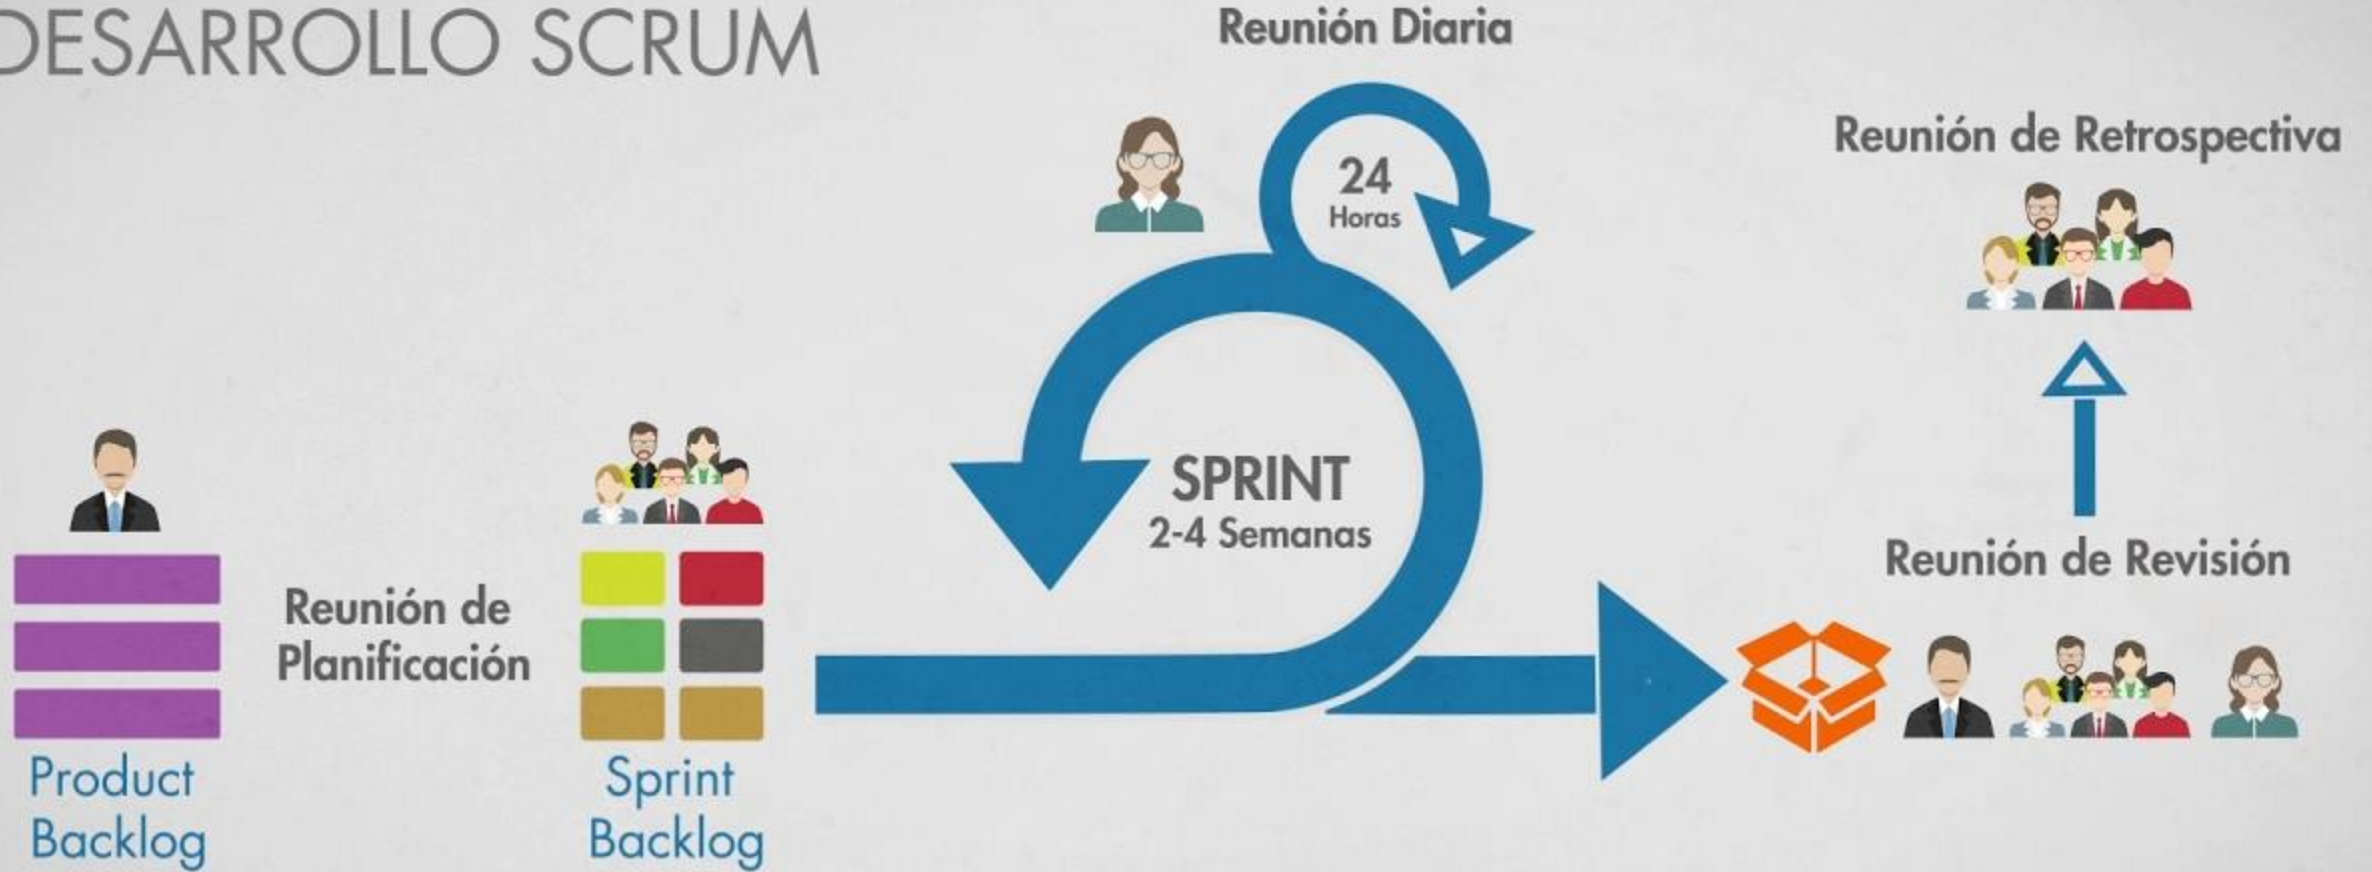 DESARROLLO SCRUM
Reunión Diaria
24
Horas
Reunión de Retrospectiva
SPRINT
2-4 Semanas
Reunión de Revisión
Reunión de
Planificación
Product
Backlog
Sprint
Backlog